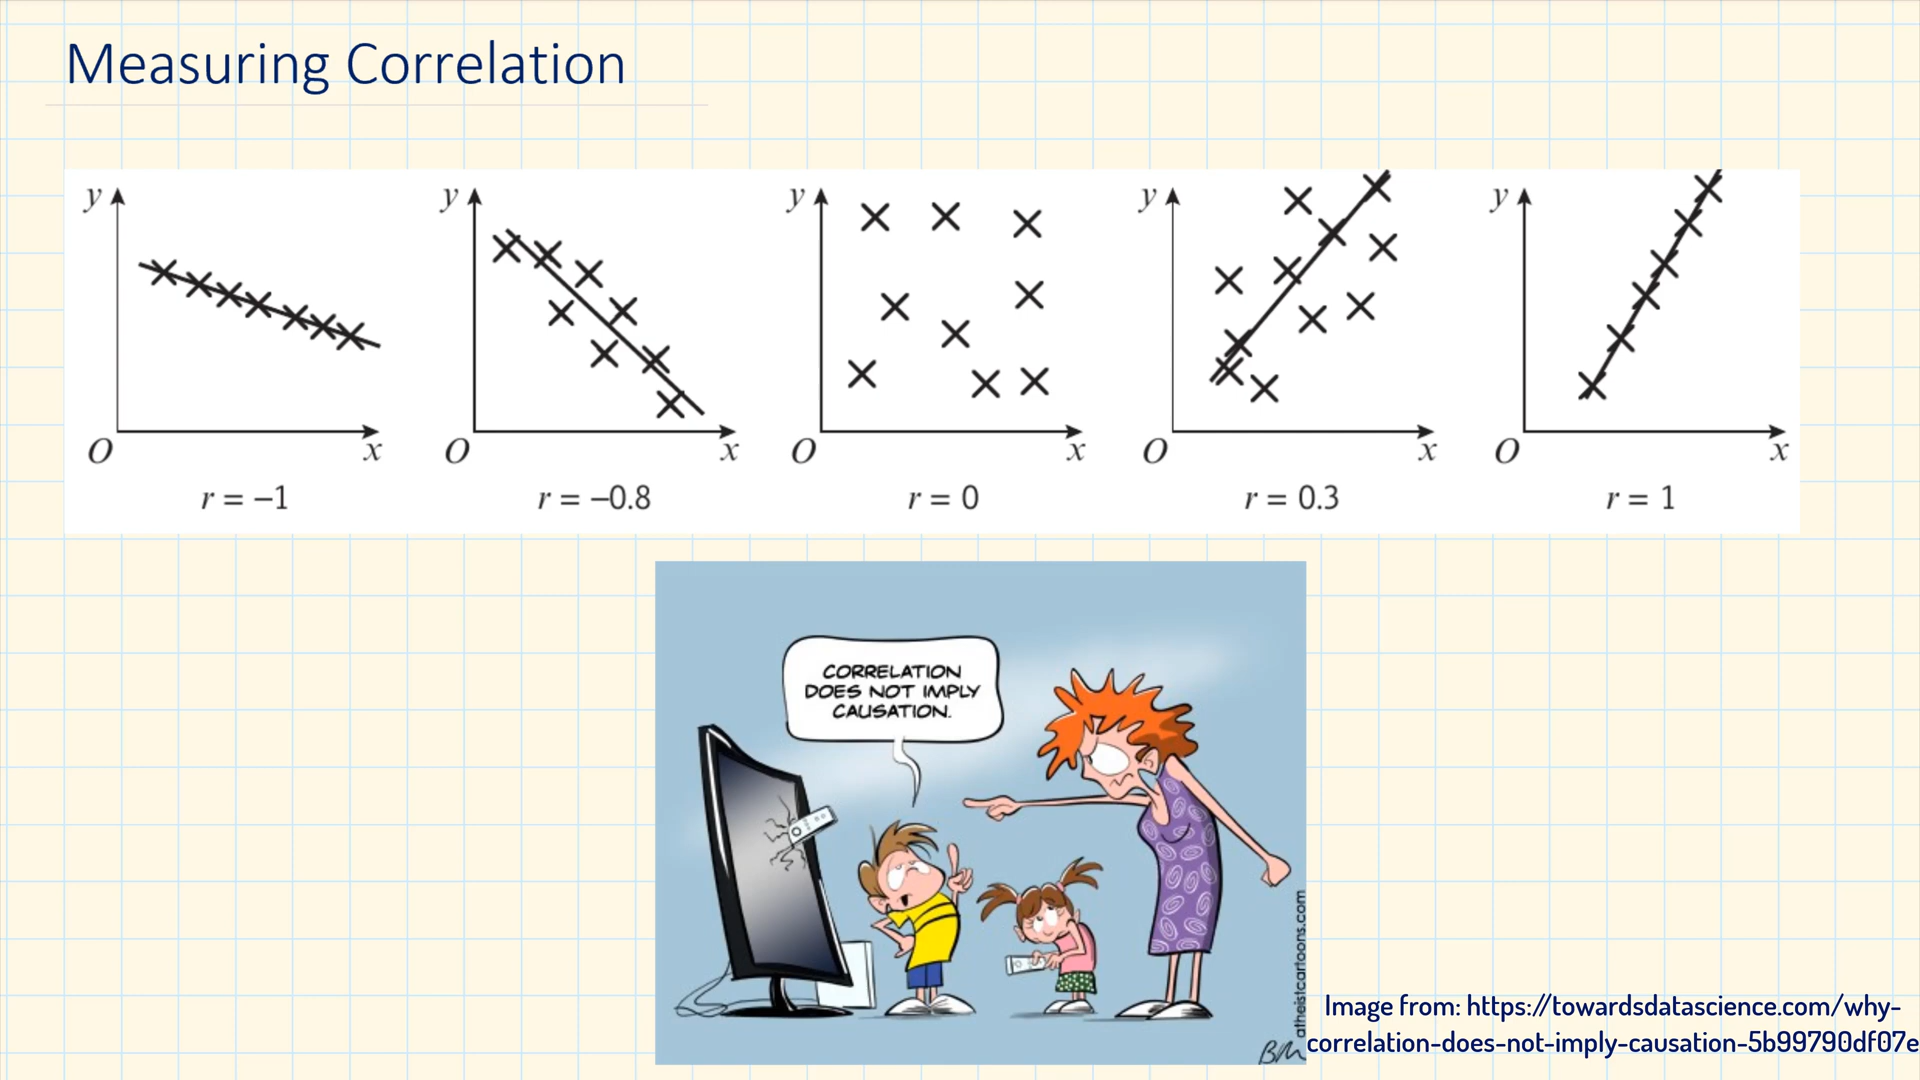 Measuring Correlation
y
y
y
y
y
O
x
O
x
O
x
O
x
O
x
r = –1
r = –0.8
r = 0
r = 0.3
r = 1
CORRELATION
DOES NOT IMPLY
CAUSATION.
atheistcartoons.com
BM
Image from: https://towardsdatascience.com/why-
correlation-does-not-imply-causation-5b99790df07e